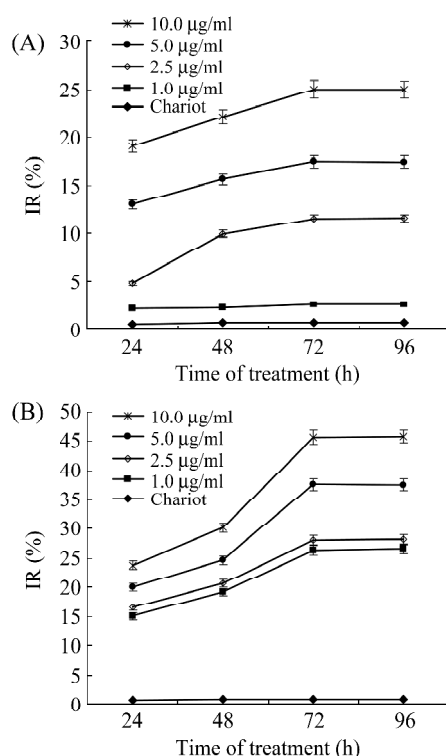 (A)
10.0 μg/ml
5.0 μg/ml
2.5 μg/ml
1.0 μg/ml
Chariot
30
25
20
15
10
5
0
IR (%)
24 48 72 96
Time of treatment (h)
(B)
10.0 μg/ml
5.0 μg/ml
2.5 μg/ml
1.0 μg/ml
Chariot
50
45
40
35
30
25
20
15
10
5
0
IR (%)
24 48 72 96
Time of treatment (h)